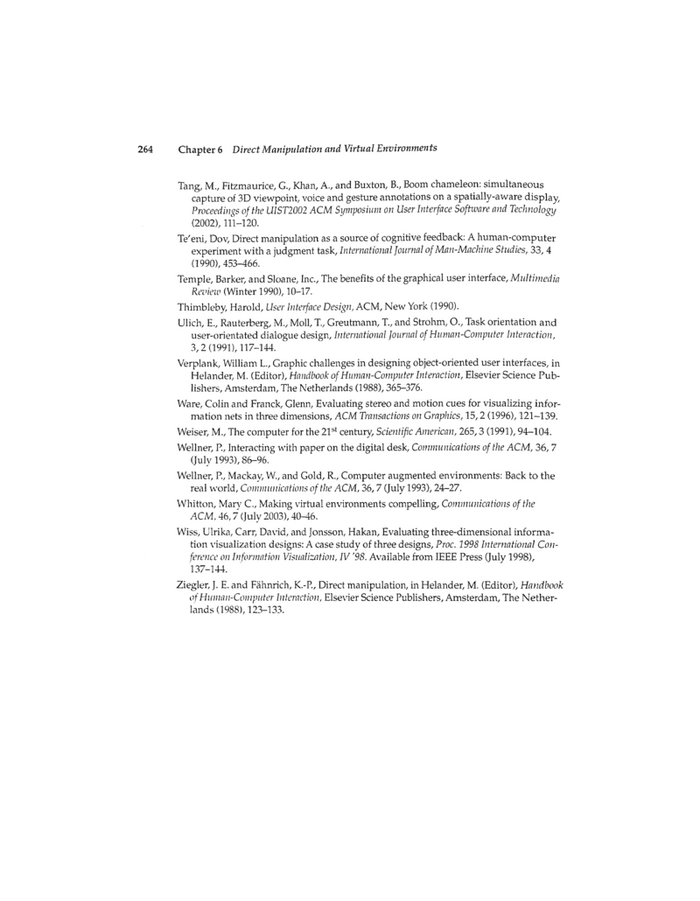 264 Chapter 6 Direct Manipulation and Virtual Environments
Tang, M., Fitzmaurice, G., Khan, A., and Buxton, B., Boom chameleon: simultaneous
capture of 3D viewpoint, voice and gesture annotations on a spatially-aware display,
Proceedings of the UIST2002 ACM Symposium on User Interface Software and Technology
(2002), 111–120.
Te'eni, Dov, Direct manipulation as a source of cognitive feedback: A human-computer
experiment with a judgment task, International Journal of Man-Machine Studies, 33, 4
(1990), 453–466.
Temple, Barker, and Sloane, Inc., The benefits of the graphical user interface, Multimedia
Review (Winter 1990), 10–17.
Thimbleby, Harold, User Interface Design, ACM, New York (1990).
Ulich, E., Rauterberg, M., Moll, T., Greutmann, T., and Strohm, O., Task orientation and
user-orientated dialogue design, International Journal of Human-Computer Interaction,
3, 2 (1991), 117–144.
Verplank, William L., Graphic challenges in designing object-oriented user interfaces, in
Helander, M. (Editor), Handbook of Human-Computer Interaction, Elsevier Science Pub-
lishers, Amsterdam, The Netherlands (1988), 365–376.
Ware, Colin and Franck, Glenn, Evaluating stereo and motion cues for visualizing infor-
mation nets in three dimensions, ACM Transactions on Graphics, 15, 2 (1996), 121–139.
Weiser, M., The computer for the 21st century, Scientific American, 265, 3 (1991), 94–104.
Wellner, P., Interacting with paper on the digital desk, Communications of the ACM, 36, 7
(July 1993), 86–96.
Wellner, P., Mackay, W., and Gold, R., Computer augmented environments: Back to the
real world, Communications of the ACM, 36, 7 (July 1993), 24–27.
Whitton, Mary C., Making virtual environments compelling, Communications of the
ACM, 46, 7 (July 2003), 40–46.
Wiss, Ulrika, Carr, David, and Jonsson, Hakan, Evaluating three-dimensional informa-
tion visualization designs: A case study of three designs, Proc. 1998 International Con-
ference on Information Visualization, IV '98. Available from IEEE Press (July 1998),
137–144.
Ziegler, J. E. and Fähnrich, K.-P., Direct manipulation, in Helander, M. (Editor), Handbook
of Human-Computer Interaction, Elsevier Science Publishers, Amsterdam, The Nether-
lands (1988), 123–133.